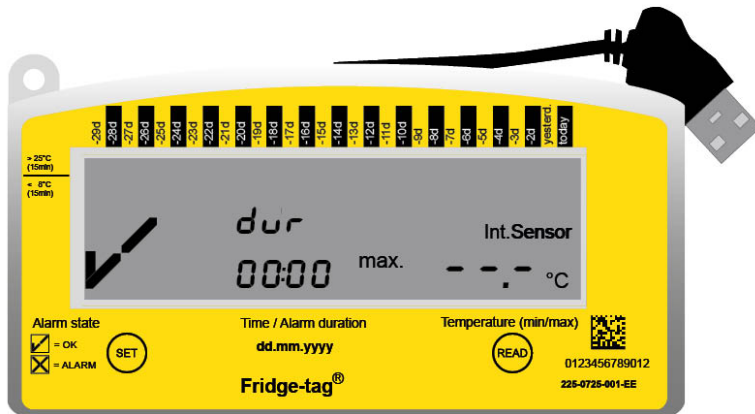 -29d -28d -27d -26d -25d -24d -23d -22d -21d -20d -19d -18d -17d -16d -15d -14d -13d -12d -11d -10d -9d -8d -7d -6d -5d -4d -3d -2d yesterd. today
> 25°C
(15min)
< 8°C
(15min)
dur
Int.Sensor
00:00 max. --.- °C
Alarm state
Time / Alarm duration
Temperature (min/max)
= OK
SET
dd.mm.yyyy
READ
= ALARM
0123456789012
Fridge-tag®
225-0725-001-EE